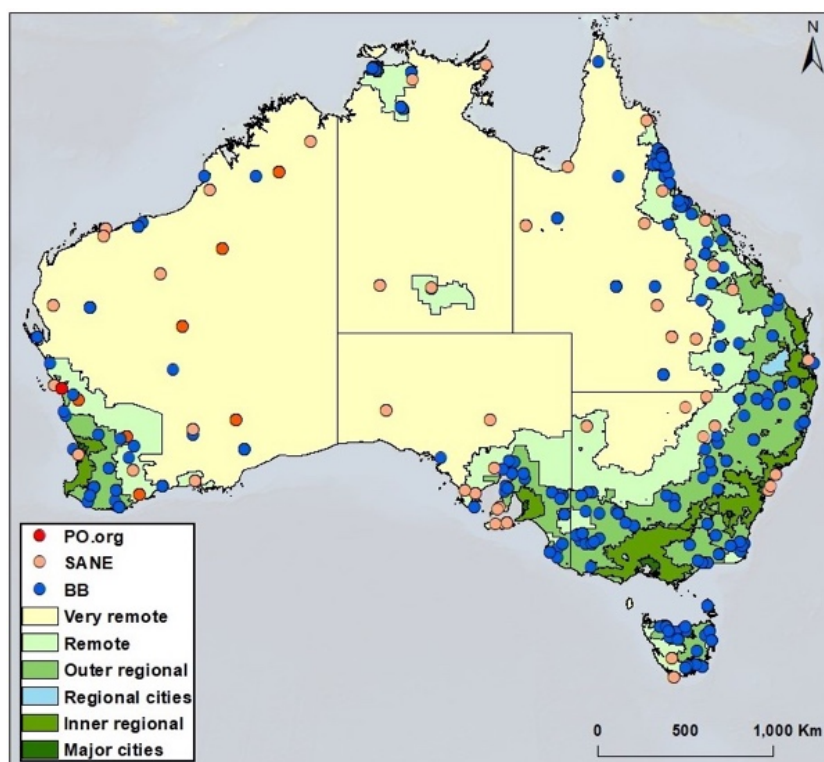 N
PO.org
SANE
BB
Very remote
Remote
Outer regional
Regional cities
Inner regional
Major cities
0 500 1,000 Km